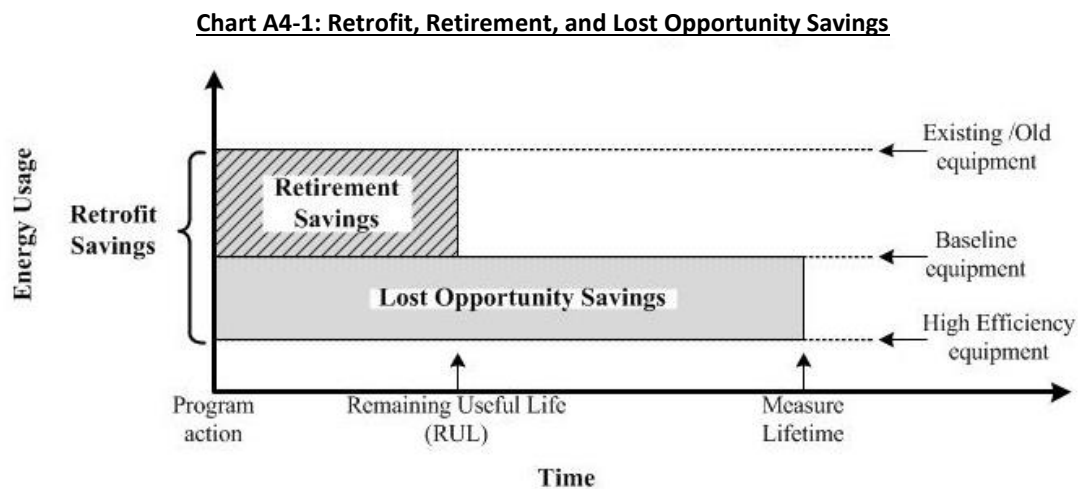 Chart A4-1: Retrofit, Retirement, and Lost Opportunity Savings
Energy Usage
Retrofit
Savings
Retirement
Savings
Lost Opportunity Savings
Existing /Old
equipment
Baseline
equipment
High Efficiency
equipment
Program
action
Remaining Useful Life
(RUL)
Measure
Lifetime
Time